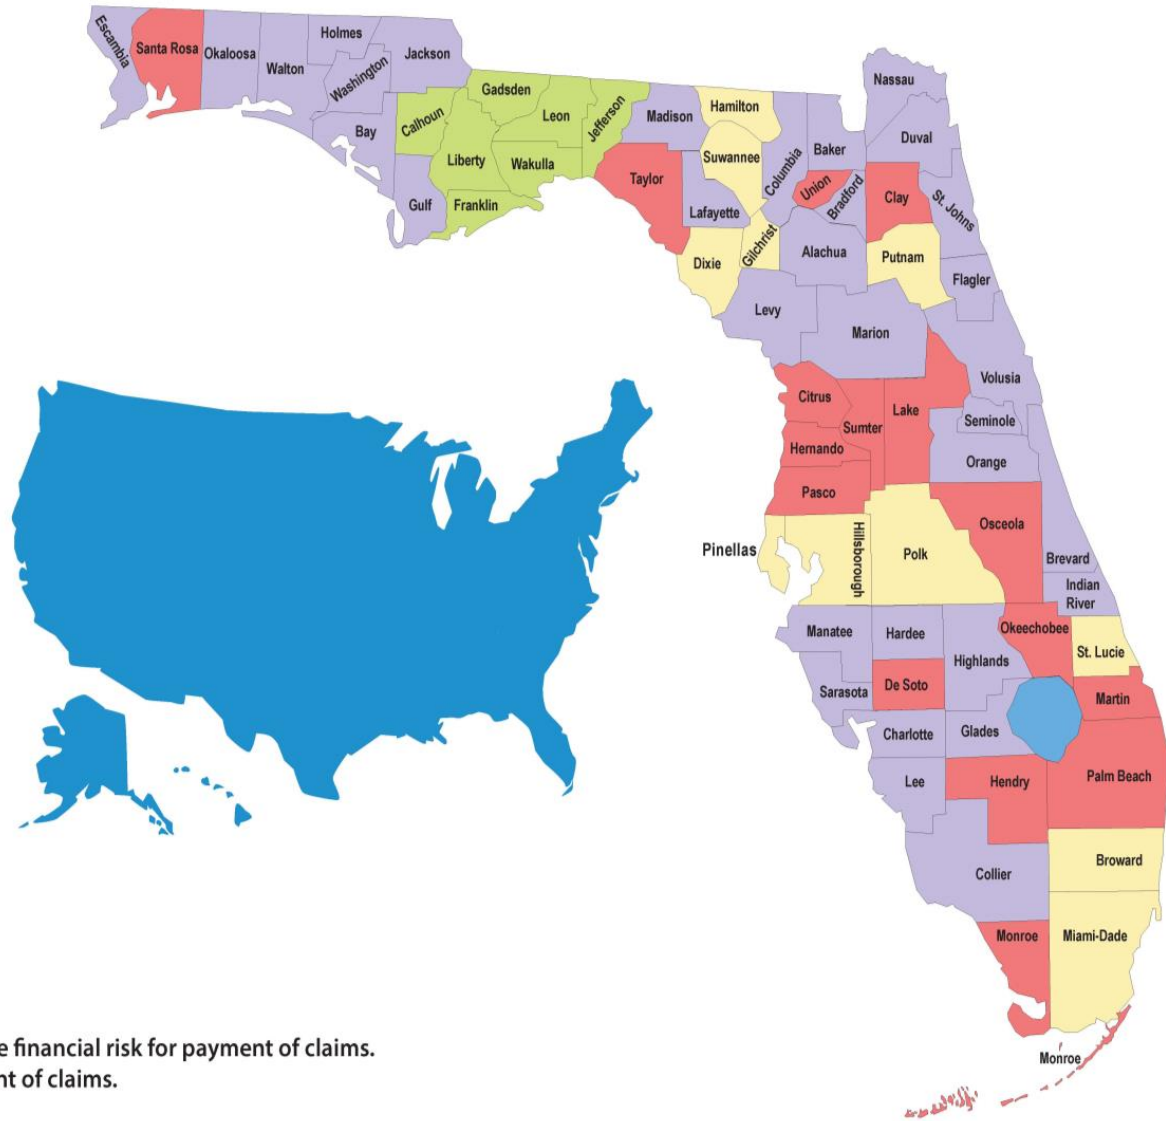 Escambia
Santa Rosa
Okaloosa
Walton
Holmes
Washington
Jackson
Bay
Calhoun
Gulf
Gadsden
Liberty
Franklin
Leon
Wakulla
Jefferson
Madison
Taylor
Hamilton
Suwannee
Lafayette
Dixie
Gilchrist
Columbia
Baker
Union
Bradford
Nassau
Duval
Clay
St. Johns
Alachua
Putnam
Flagler
Levy
Marion
Volusia
Citrus
Sumter
Lake
Seminole
Hernando
Orange
Pasco
Osceola
Pinellas
Hillsborough
Polk
Brevard
Indian
River
Manatee
Hardee
Highlands
Okeechobee
St. Lucie
Sarasota
De Soto
Martin
Charlotte
Glades
Lee
Hendry
Palm Beach
Collier
Broward
Monroe
Miami-Dade
Monroe
e financial risk for payment of claims.
nt of claims.